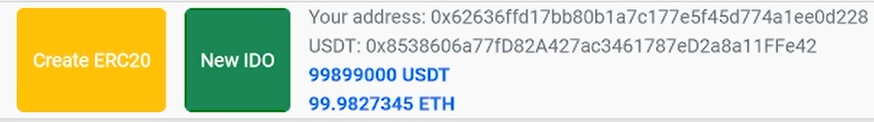 Create ERC20
New IDO
Your address: 0x62636ffd17bb80b1a7c177e5f45d774a1ee0d228
USDT: 0x8538606a77fD82A427ac3461787eD2a8a11FFe42
99899000 USDT
99.9827345 ETH